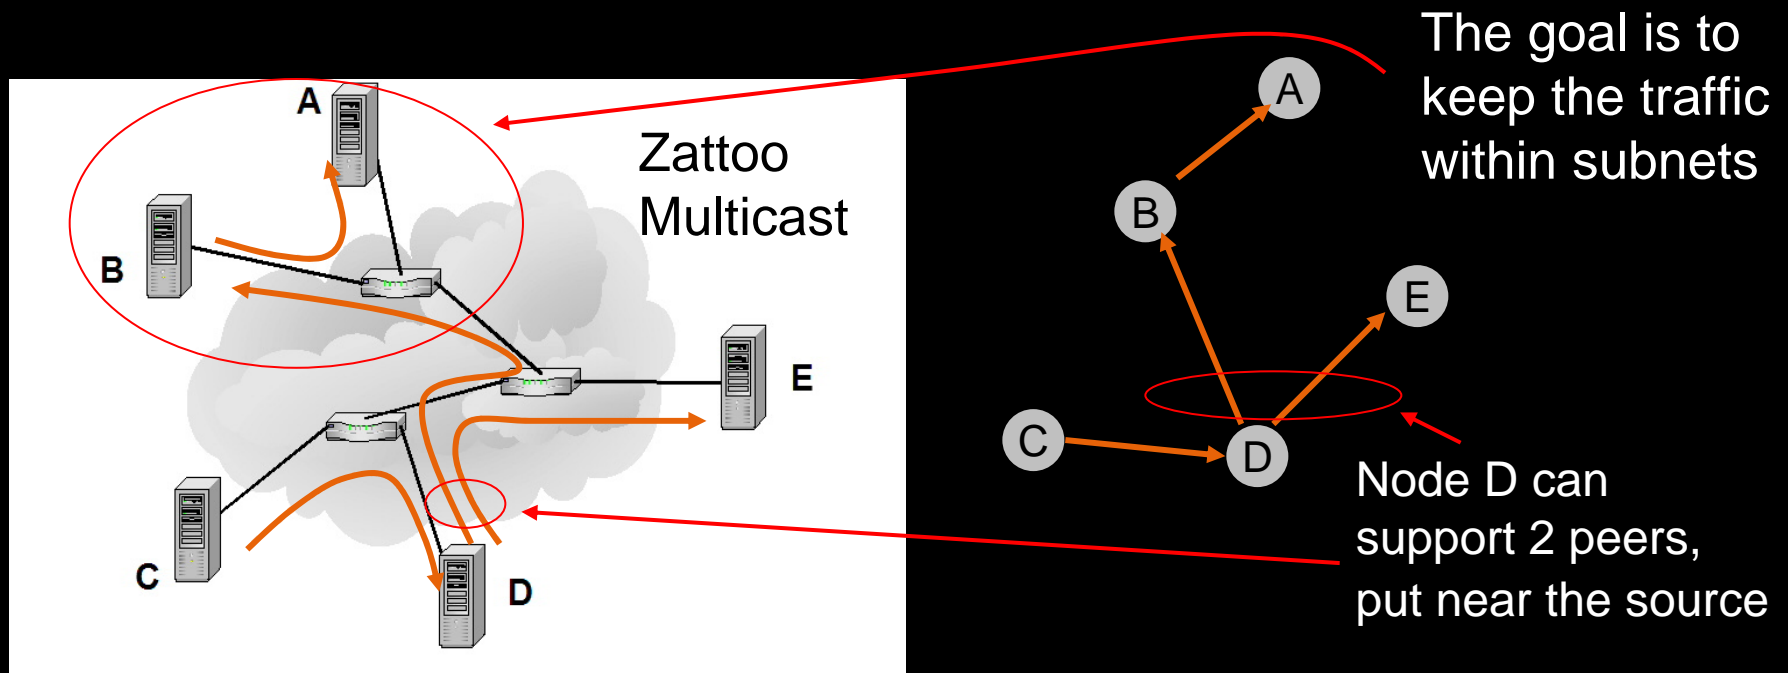 The goal is to
keep the traffic
within subnets
Zattoo
Multicast
A
B
C
D
E
A
B
E
C
D
Node D can
support 2 peers,
put near the source